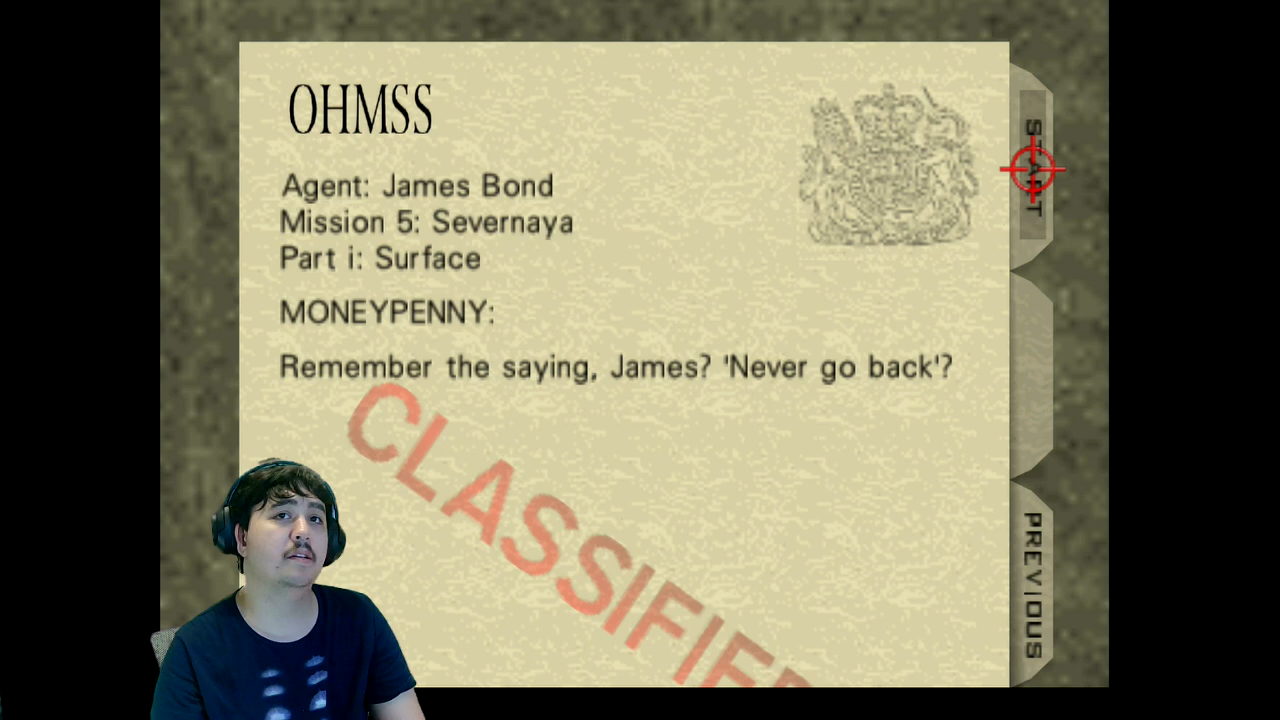 OHMSS
Agent: James Bond
Mission 5: Severnaya
Part i: Surface
MONEYPENNY:
Remember the saying, James? 'Never go back'?
CLASSIFIED
START
PREVIOUS